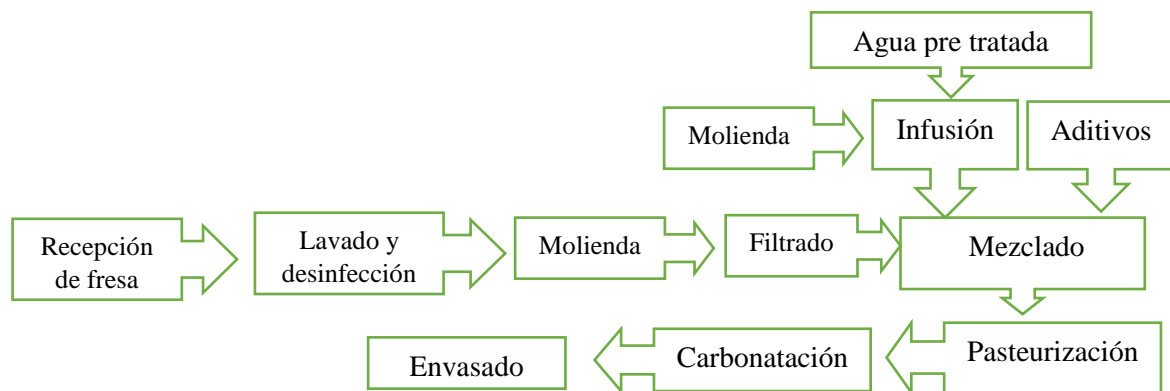 Agua pre tratada
Molienda
Infusión
Aditivos
Recepción
de fresa
Lavado y
desinfección
Molienda
Filtrado
Mezclado
Envasado
Carbonatación
Pasteurización